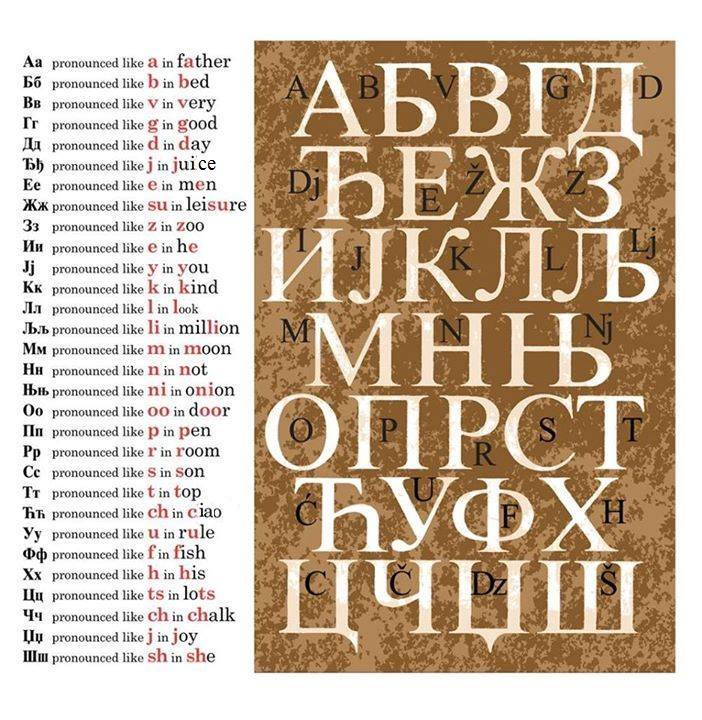 Аа pronounced like a in father
Бб pronounced like b in bed
Вв pronounced like v in very
Гг pronounced like g in good
Дд pronounced like d in day
Ђђ pronounced like j in juice
Ее pronounced like e in men
Жж pronounced like su in leisure
Зз pronounced like z in zoo
Ии pronounced like e in he
Јј pronounced like y in you
Кк pronounced like k in kind
Лл pronounced like l in look
Љљ pronounced like li in million
Мм pronounced like m in moon
Нн pronounced like n in not
Њњ pronounced like ni in onion
Оо pronounced like oo in door
Пп pronounced like p in pen
Рр pronounced like r in room
Сс pronounced like s in son
Тт pronounced like t in top
Ћћ pronounced like ch in ciao
Уу pronounced like u in rule
Фф pronounced like f in fish
Хх pronounced like h in his
Цц pronounced like ts in lots
Чч pronounced like ch in chalk
Џџ pronounced like j in joy
Шш pronounced like sh in she
АБВГД
A B V G D
ЂЕЖЗ
Dj E Ž Z
ИЈКЛЉ
I J K L Lj
МНЊ
M N Nj
ОПРСТ
O P R S T
ЋУФХ
Ć U F H
ЦЧЏШ
C Č Dz Š